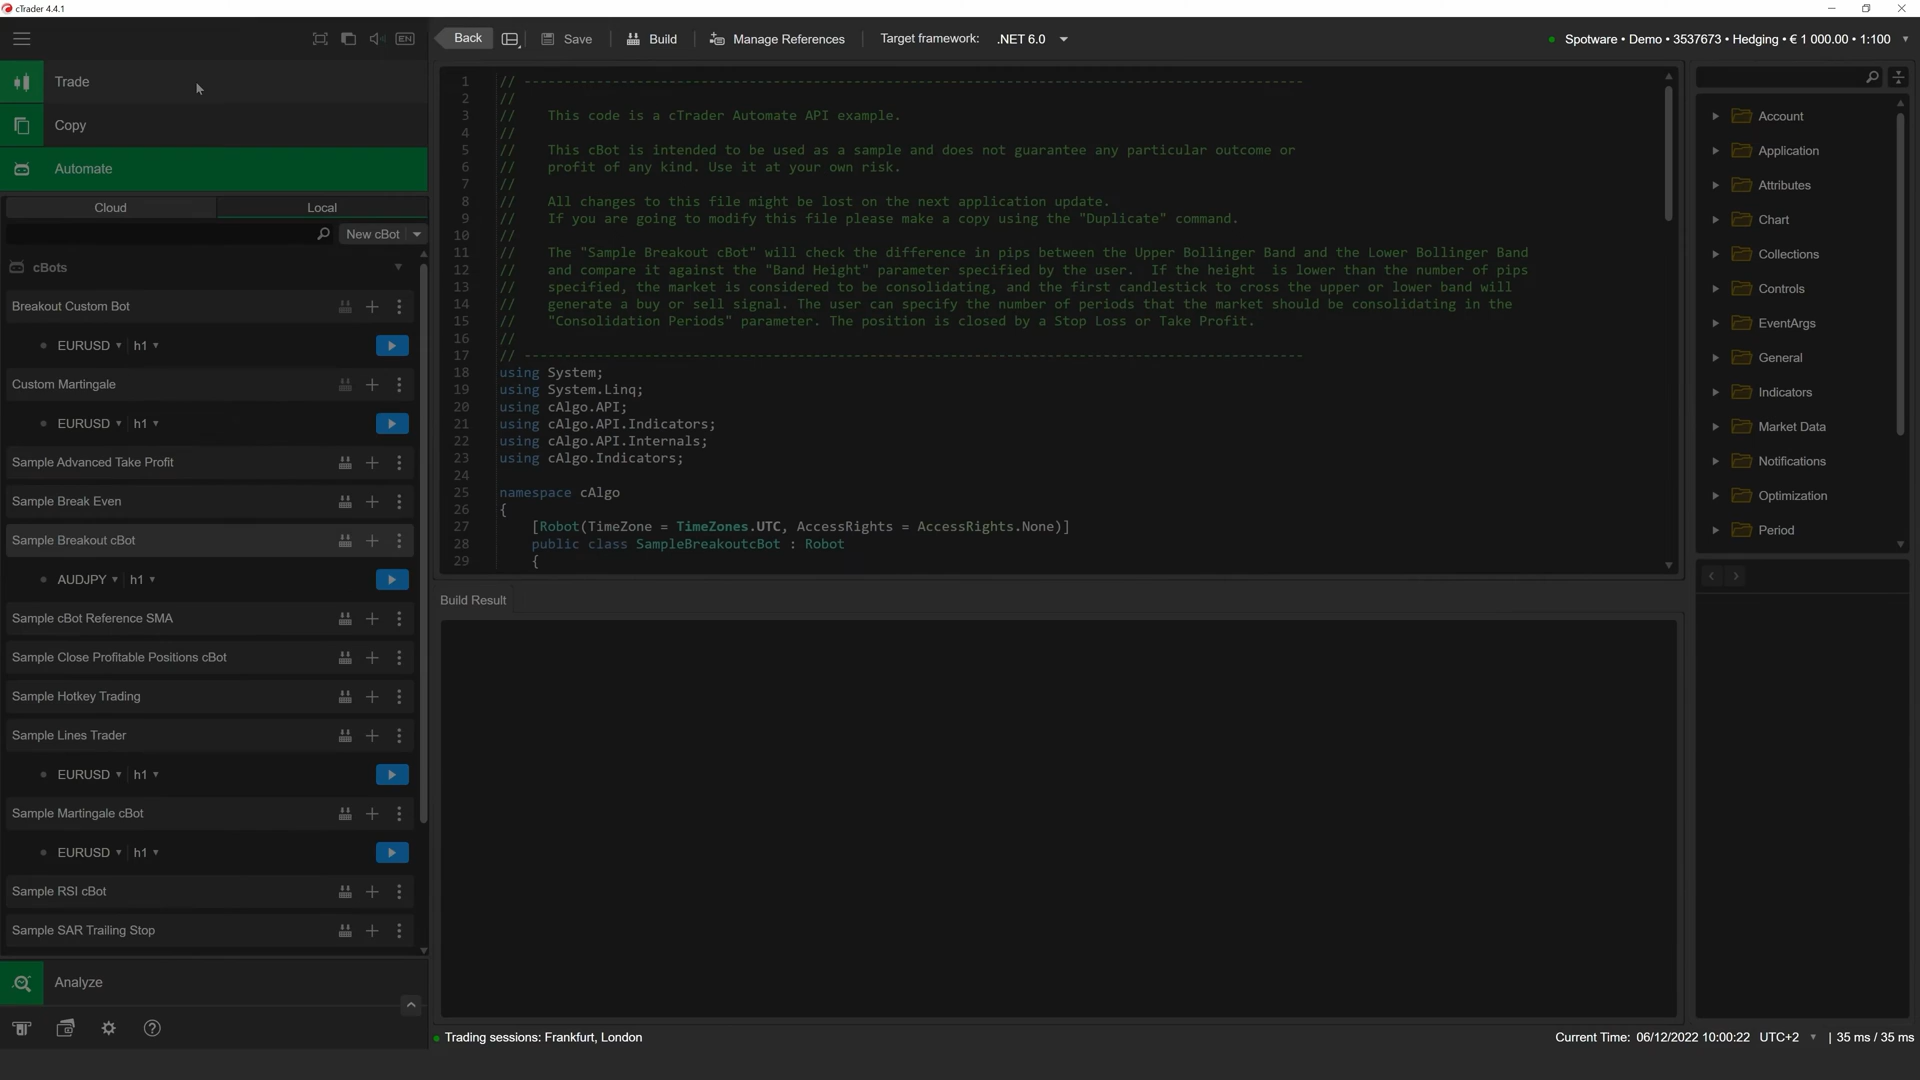 cTrader 4.4.1
EN
Back
Save
Build
Manage References
Target framework: .NET 6.0
Spotware • Demo • 3537673 • Hedging • € 1 000.00 • 1:100
Trade
Copy
Automate
Cloud
Local
New cBot
cBots
Breakout Custom Bot
EURUSD h1
Custom Martingale
EURUSD h1
Sample Advanced Take Profit
Sample Break Even
Sample Breakout cBot
AUDJPY h1
Sample cBot Reference SMA
Sample Close Profitable Positions cBot
Sample Hotkey Trading
Sample Lines Trader
EURUSD h1
Sample Martingale cBot
EURUSD h1
Sample RSI cBot
Sample SAR Trailing Stop
Analyze
1 // -------------------------------------------------------------------------------------------------
2 //
3 // This code is a cTrader Automate API example.
4 //
5 // This cBot is intended to be used as a sample and does not guarantee any particular outcome or
6 // profit of any kind. Use it at your own risk.
7 //
8 // All changes to this file might be lost on the next application update.
9 // If you are going to modify this file please make a copy using the "Duplicate" command.
10 //
11 // The "Sample Breakout cBot" will check the difference in pips between the Upper Bollinger Band and the Lower Bollinger Band
12 // and compare it against the "Band Height" parameter specified by the user.  If the height  is lower than the number of pips
13 // specified, the market is considered to be consolidating, and the first candlestick to cross the upper or lower band will
14 // generate a buy or sell signal. The user can specify the number of periods that the market should be consolidating in the
15 // "Consolidation Periods" parameter. The position is closed by a Stop Loss or Take Profit.
16 //
17 // -------------------------------------------------------------------------------------------------
18 using System;
19 using System.Linq;
20 using cAlgo.API;
21 using cAlgo.API.Indicators;
22 using cAlgo.API.Internals;
23 using cAlgo.Indicators;
24
25 namespace cAlgo
26 {
27 [Robot(TimeZone = TimeZones.UTC, AccessRights = AccessRights.None)]
28 public class SampleBreakoutcBot : Robot
29 {
Build Result
Account
Application
Attributes
Chart
Collections
Controls
EventArgs
General
Indicators
Market Data
Notifications
Optimization
Period
Trading sessions: Frankfurt, London
Current Time: 06/12/2022 10:00:22 UTC+2 | 35 ms / 35 ms